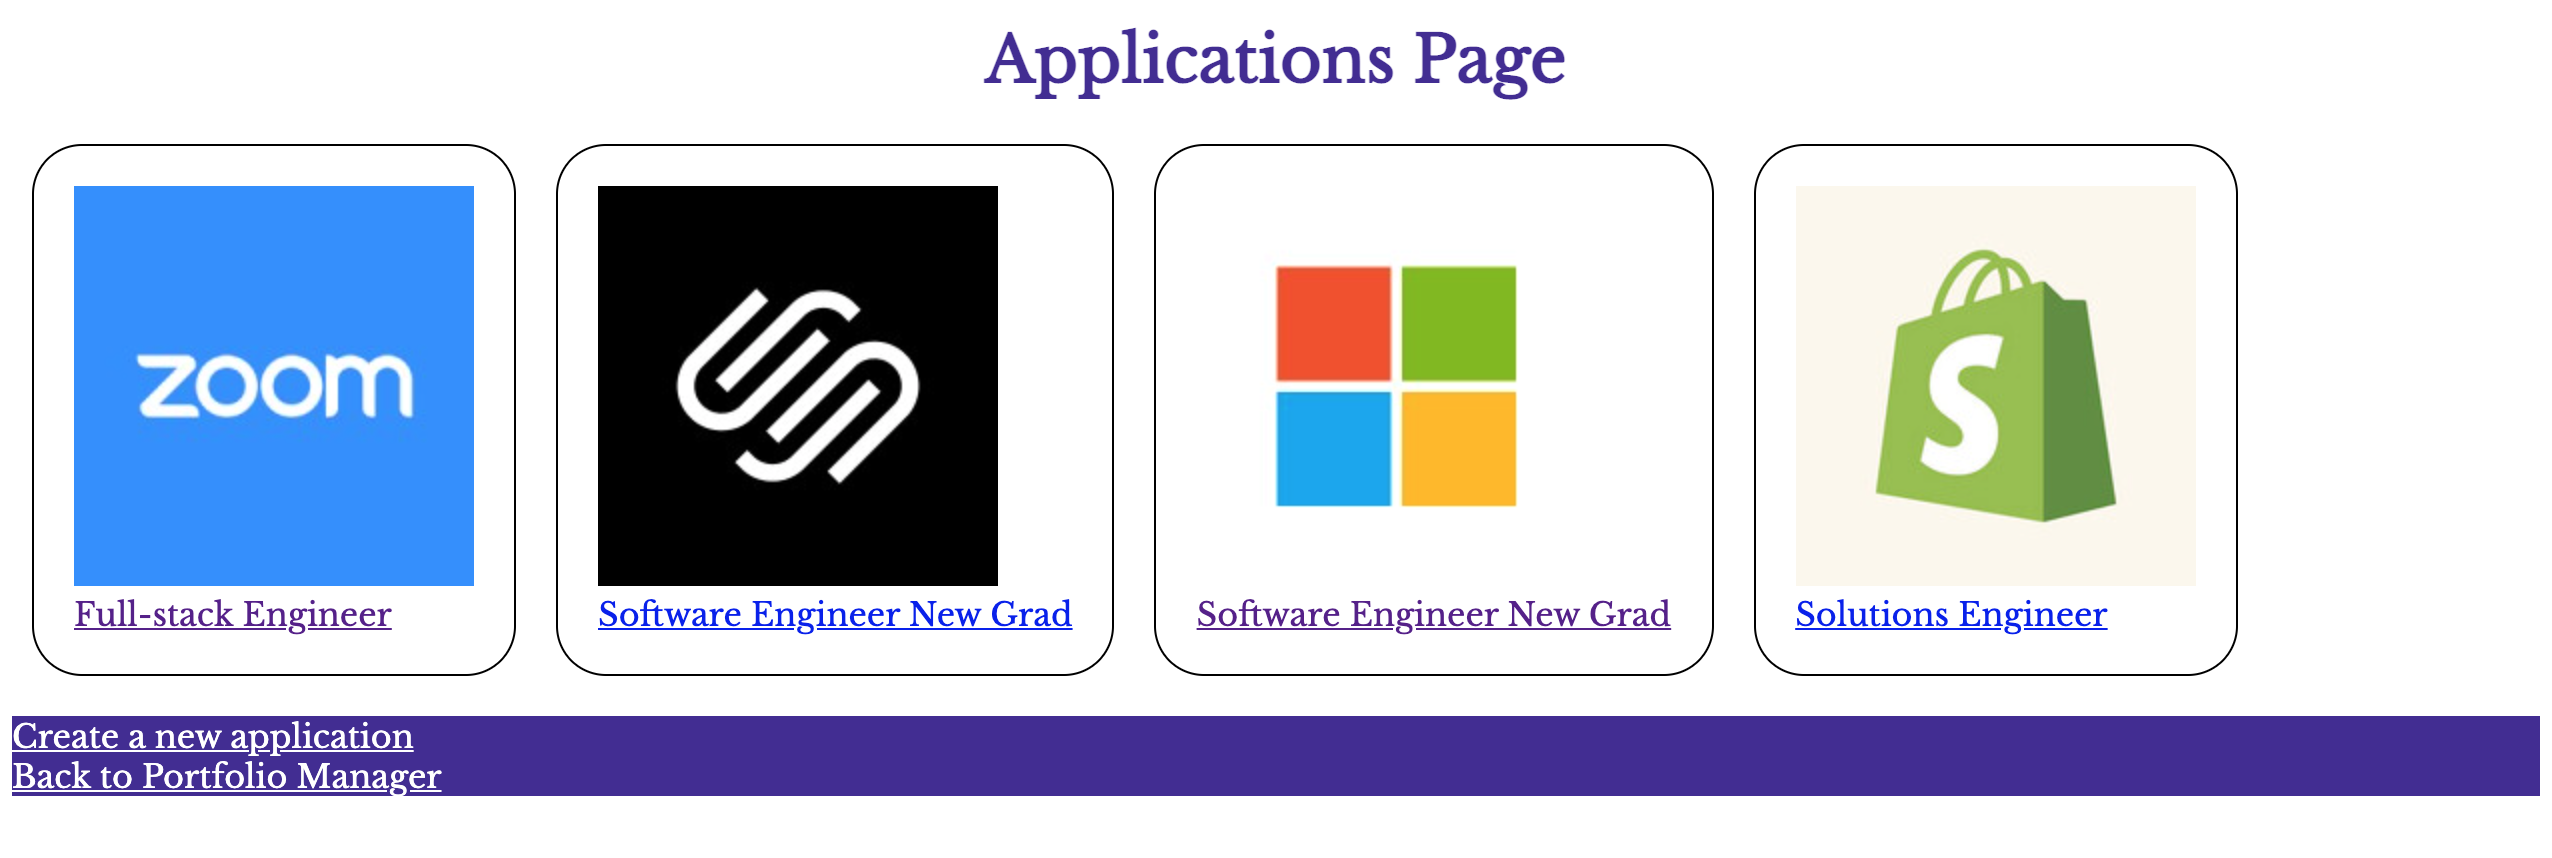 Applications Page
zoom
S
Full-stack Engineer
Software Engineer New Grad
Software Engineer New Grad
Solutions Engineer
Create a new application
Back to Portfolio Manager